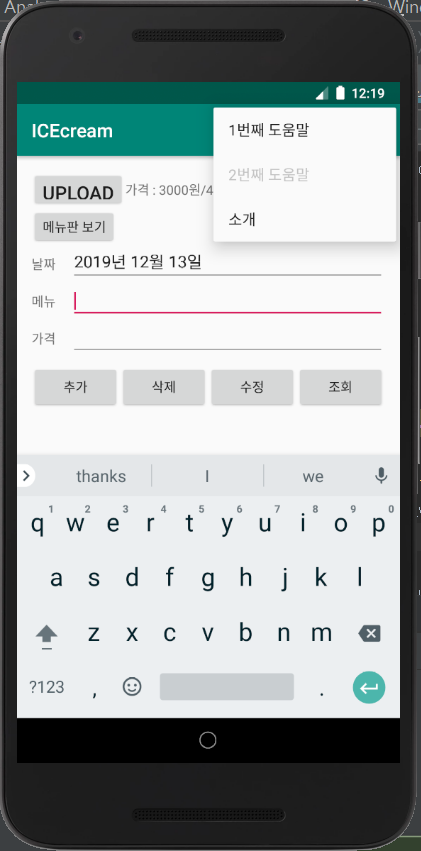 12:19
ICEcream
1번째 도움말
2번째 도움말
소개
UPLOAD 가격 : 3000원/4
메뉴판 보기
날짜 2019년 12월 13일
메뉴
가격
추가 삭제 수정 조회
thanks I we
1 2 3 4 5 6 7 8 9 0
q w e r t y u i o p
a s d f g h j k l
z x c v b n m
?123 , .